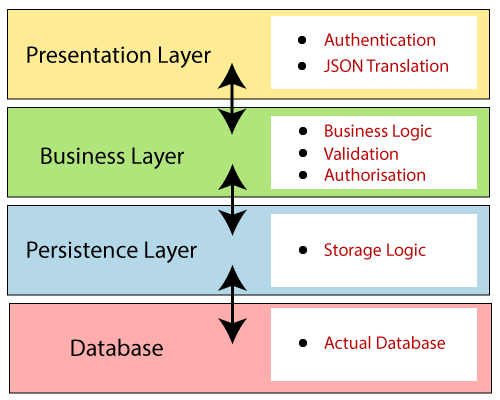 Presentation Layer
Authentication
JSON Translation
Business Layer
Business Logic
Validation
Authorisation
Persistence Layer
Storage Logic
Database
Actual Database